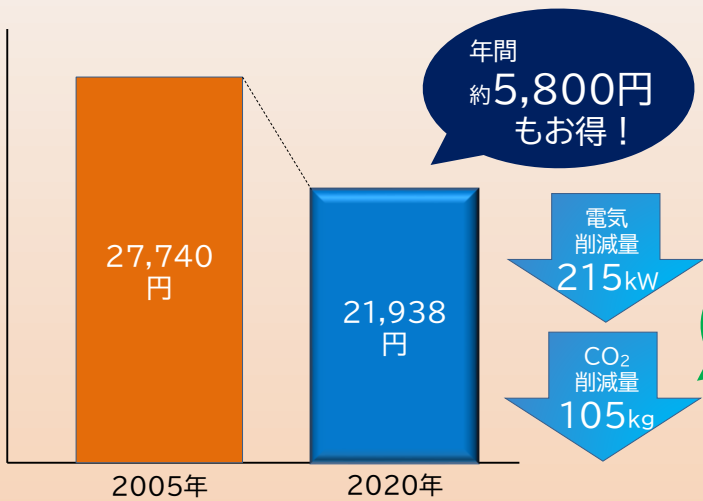 年間
約5,800円
もお得！
27,740
円
21,938
円
電気
削減量
215kW
CO₂
削減量
105kg
2005年
2020年